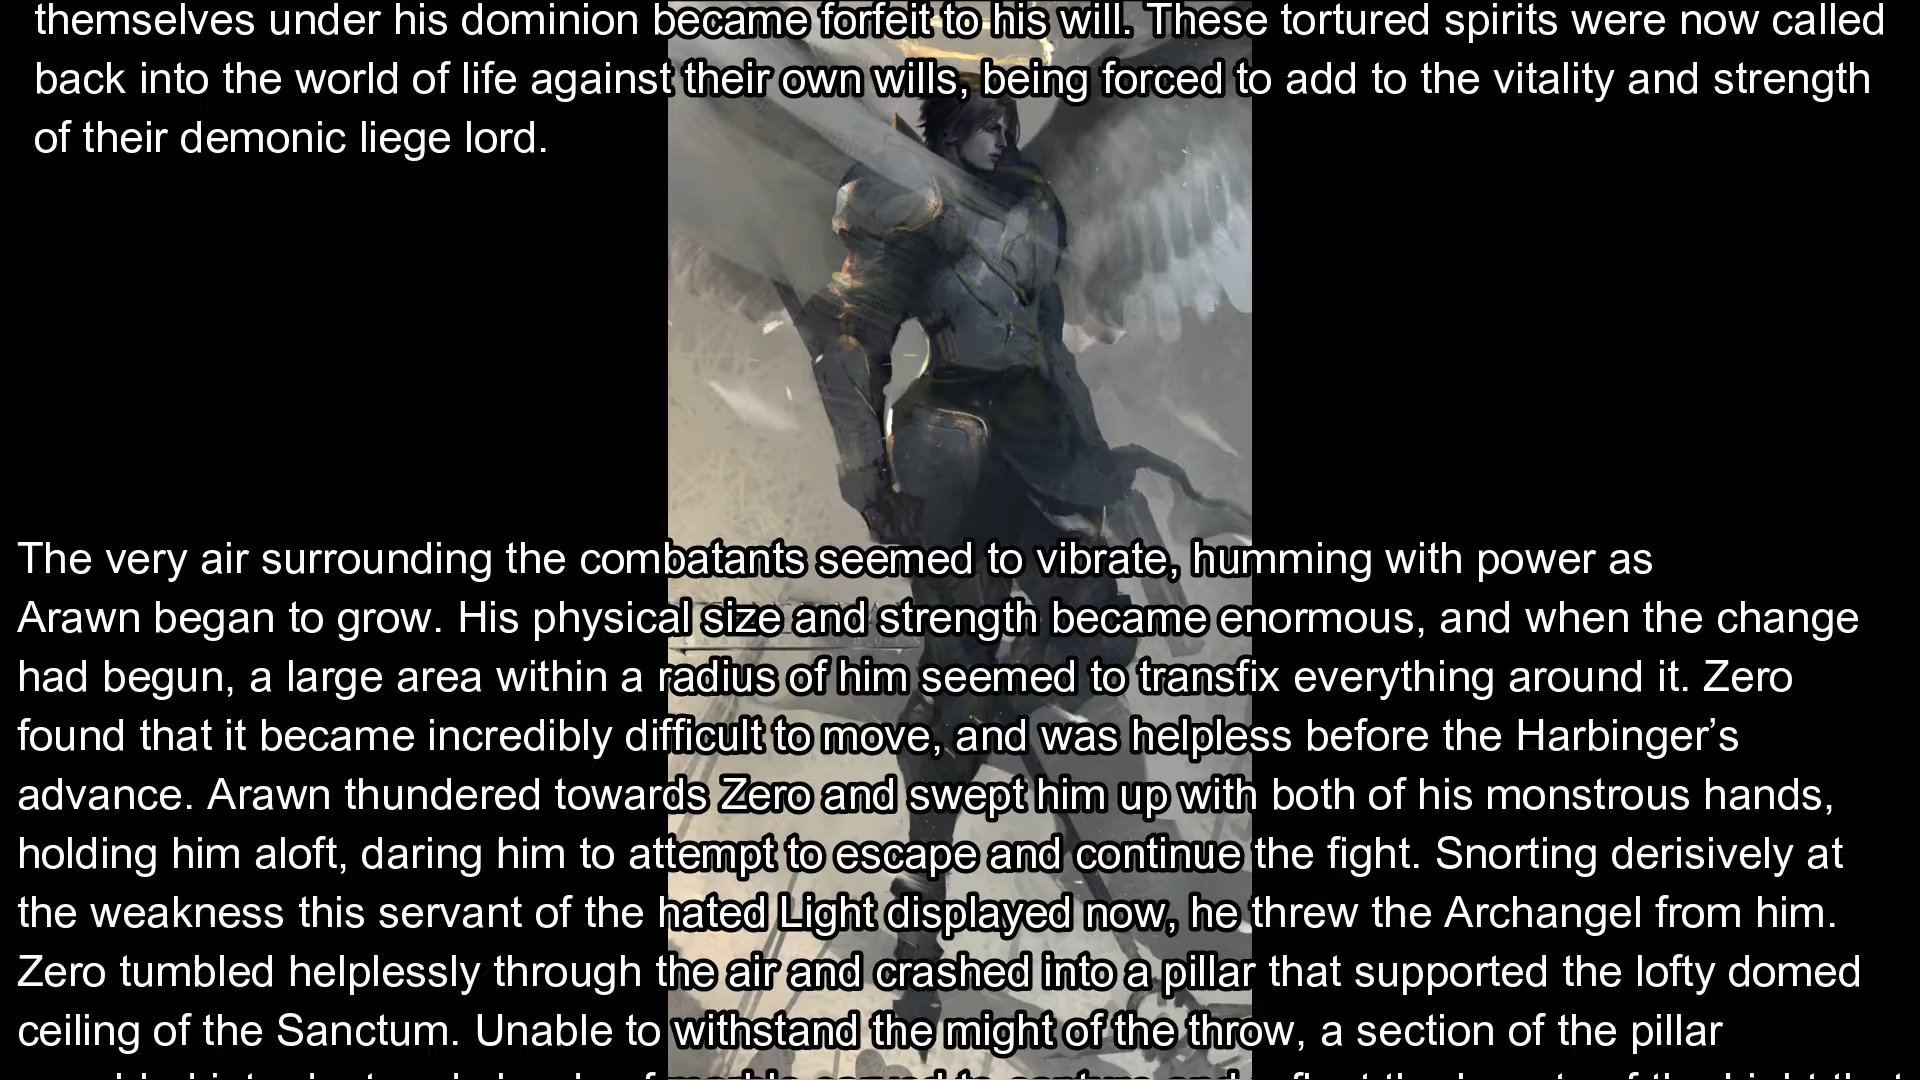 themselves under his dominion became forfeit to his will. These tortured spirits were now called
back into the world of life against their own wills, being forced to add to the vitality and strength
of their demonic liege lord.
The very air surrounding the combatants seemed to vibrate, humming with power as
Arawn began to grow. His physical size and strength became enormous, and when the change
had begun, a large area within a radius of him seemed to transfix everything around it. Zero
found that it became incredibly difficult to move, and was helpless before the Harbinger’s
advance. Arawn thundered towards Zero and swept him up with both of his monstrous hands,
holding him aloft, daring him to attempt to escape and continue the fight. Snorting derisively at
the weakness this servant of the hated Light displayed now, he threw the Archangel from him.
Zero tumbled helplessly through the air and crashed into a pillar that supported the lofty domed
ceiling of the Sanctum. Unable to withstand the might of the throw, a section of the pillar